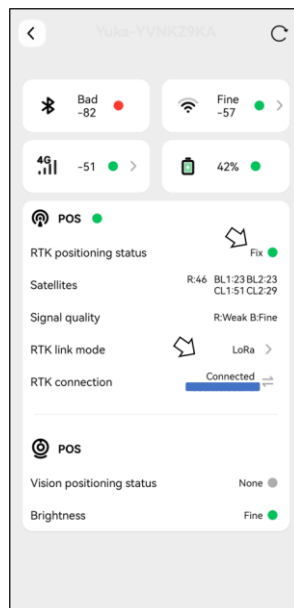 Yuka-YVNKZ9KA
Bad
-82
Fine
-57
4G
-51
42%
POS
RTK positioning status Fix
Satellites R:46 BL1:23 BL2:23
CL1:51 CL2:29
Signal quality R:Weak B:Fine
RTK link mode LoRa
RTK connection Connected
POS
Vision positioning status None
Brightness Fine